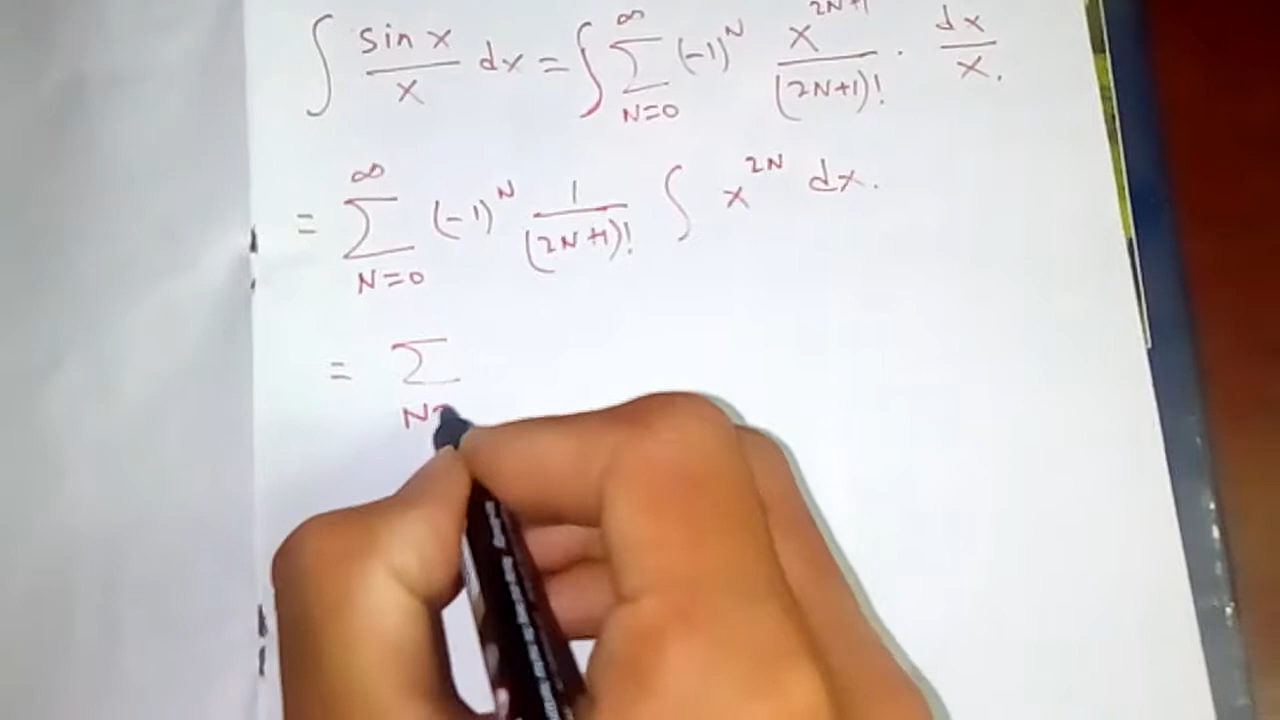 ∫ sin x / x dx = ∫ ∞ Σ N=0 (-1)^N x^2N+1 / (2N+1)! . dx / x.
= ∞ Σ N=0 (-1)^N 1 / (2N+1)! ∫ x^2N dx.
= Σ N=